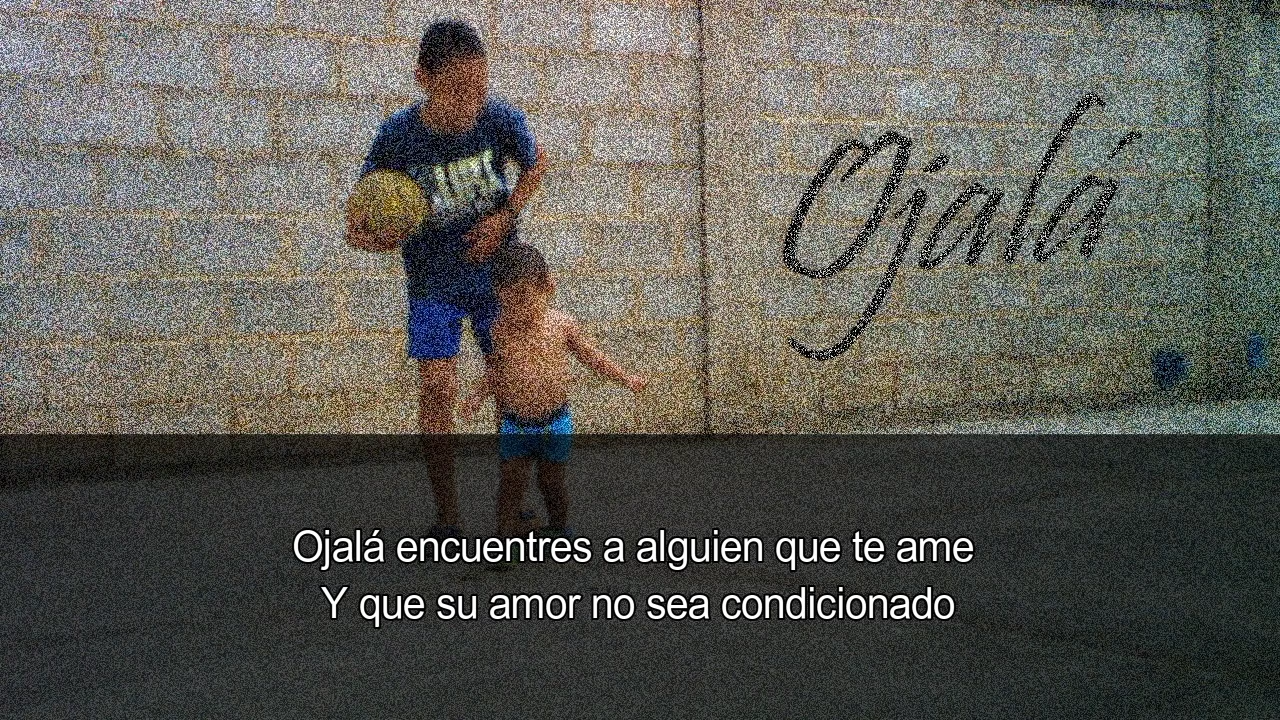 Ojalá
Ojalá encuentres a alguien que te ame
Y que su amor no sea condicionado